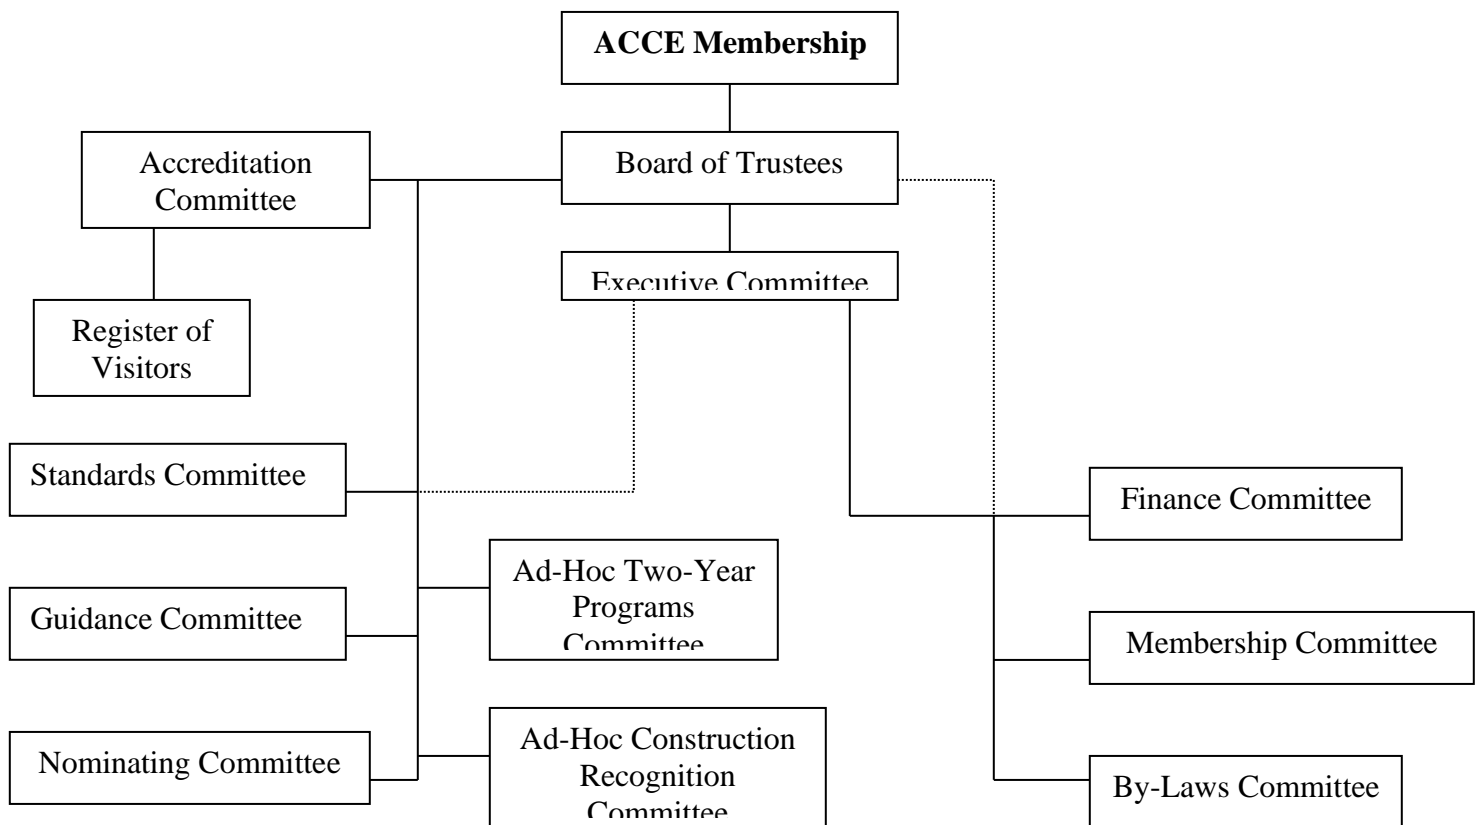 ACCE Membership
Accreditation
Committee
Board of Trustees
Executive Committee
Register of
Visitors
Standards Committee
Finance Committee
Ad-Hoc Two-Year
Programs
Committee
Guidance Committee
Membership Committee
Ad-Hoc Construction
Recognition
Committee
Nominating Committee
By-Laws Committee